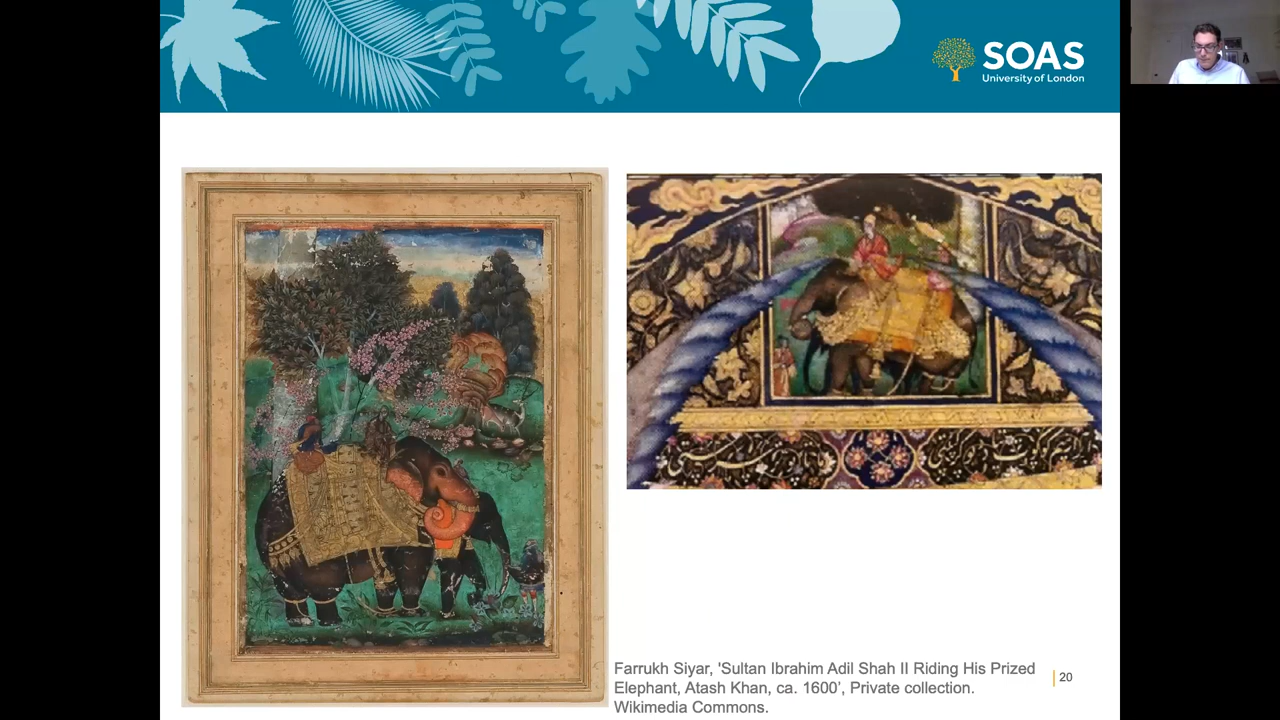 SOAS
University of London
Farrukh Siyar, 'Sultan Ibrahim Adil Shah II Riding His Prized
Elephant, Atash Khan, ca. 1600’, Private collection.
Wikimedia Commons.
20